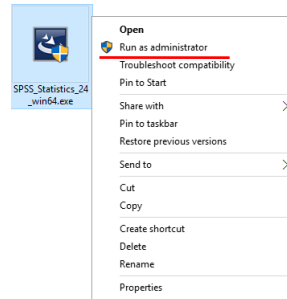 Open
Run as administrator
Troubleshoot compatibility
Pin to Start
SPSS_Statistics_24
_win64.exe
Share with
Pin to taskbar
Restore previous versions
Send to
Cut
Copy
Create shortcut
Delete
Rename
Properties